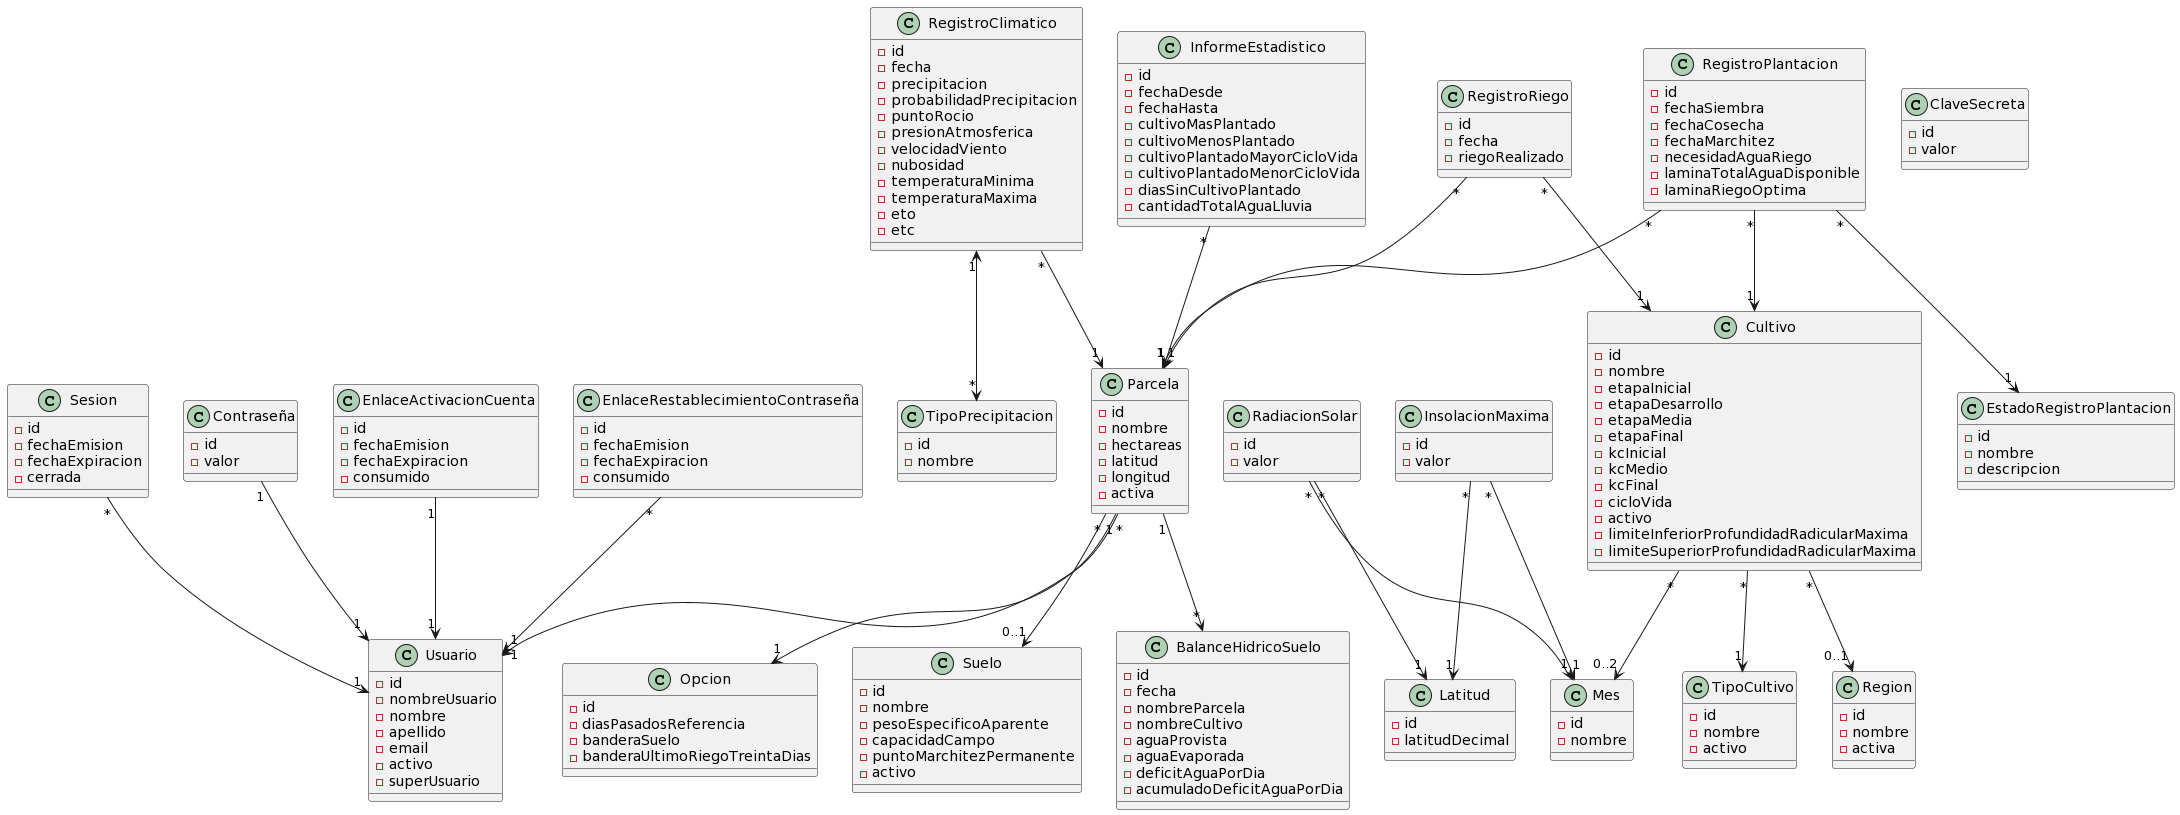 C RegistroClimatico
id
fecha
precipitacion
probabilidadPrecipitacion
puntoRocio
presionAtmosferica
velocidadViento
nubosidad
temperaturaMinima
temperaturaMaxima
eto
etc
C InformeEstadistico
id
fechaDesde
fechaHasta
cultivoMasPlantado
cultivoMenosPlantado
cultivoPlantadoMayorCicloVida
cultivoPlantadoMenorCicloVida
diasSinCultivoPlantado
cantidadTotalAguaLluvia
C RegistroRiego
id
fecha
riegoRealizado
C RegistroPlantacion
id
fechaSiembra
fechaCosecha
fechaMarchitez
necesidadAguaRiego
laminaTotalAguaDisponible
laminaRiegoOptima
C ClaveSecreta
id
valor
1
*
*
*
*
*
*
*
*
*
1
1
1
1
1
1
1
C Sesion
id
fechaEmision
fechaExpiracion
cerrada
C Contraseña
id
valor
C EnlaceActivacionCuenta
id
fechaEmision
fechaExpiracion
consumido
C EnlaceRestablecimientoContraseña
id
fechaEmision
fechaExpiracion
consumido
C TipoPrecipitacion
id
nombre
C Parcela
id
nombre
hectareas
latitud
longitud
activa
C RadiacionSolar
id
valor
C InsolacionMaxima
id
valor
C Cultivo
id
nombre
etapaInicial
etapaDesarrollo
etapaMedia
etapaFinal
kcInicial
kcMedio
kcFinal
cicloVida
activo
limiteInferiorProfundidadRadicularMaxima
limiteSuperiorProfundidadRadicularMaxima
C EstadoRegistroPlantacion
id
nombre
descripcion
*
1
1
*
*
1
*
1
*
*
*
*
*
*
*
1
1
1
1
1
1
0..1
*
1
1
1
1
0..2
1
0..1
C Usuario
id
nombreUsuario
nombre
apellido
email
activo
superUsuario
C Opcion
id
diasPasadosReferencia
banderaSuelo
banderaUltimoRiegoTreintaDias
C Suelo
id
nombre
pesoEspecificoAparente
capacidadCampo
puntoMarchitezPermanente
activo
C BalanceHidricoSuelo
id
fecha
nombreParcela
nombreCultivo
aguaProvista
aguaEvaporada
deficitAguaPorDia
acumuladoDeficitAguaPorDia
C Latitud
id
latitudDecimal
C Mes
id
nombre
C TipoCultivo
id
nombre
activo
C Region
id
nombre
activa